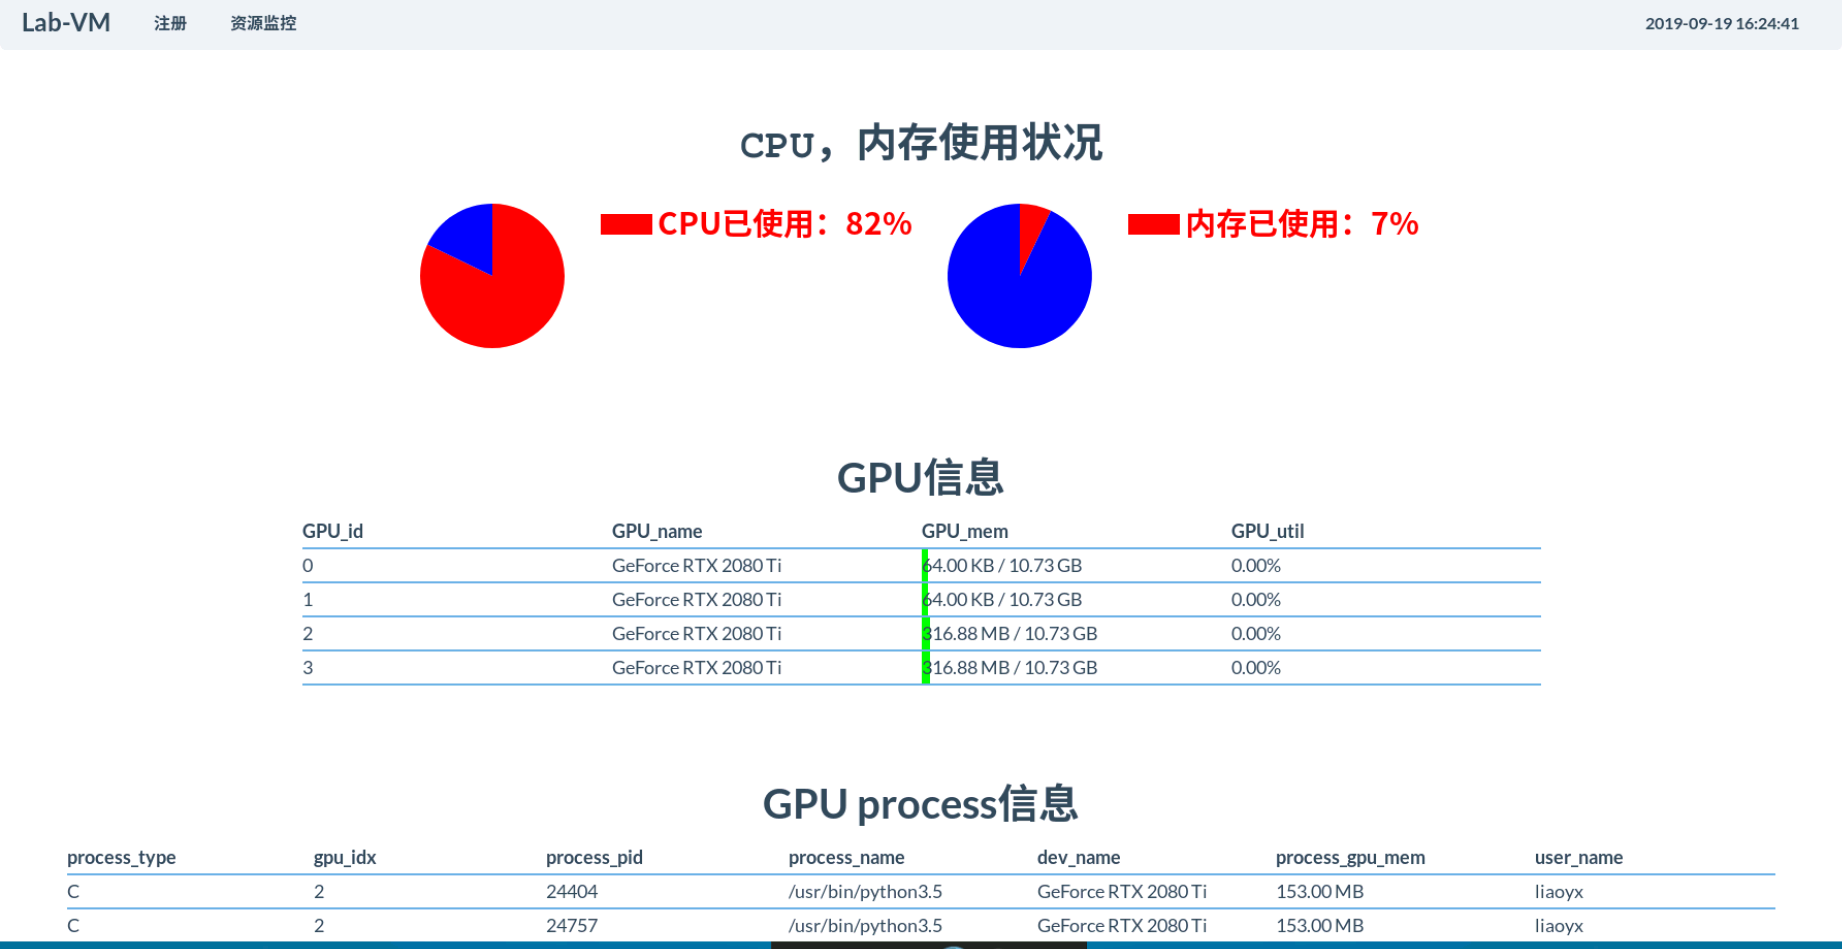 Lab-VM 注册 资源监控 2019-09-19 16:24:41
CPU，内存使用状况
CPU已使用：82% 内存已使用：7%
GPU信息
GPU_id GPU_name GPU_mem GPU_util
0 GeForce RTX 2080 Ti 64.00 KB / 10.73 GB 0.00%
1 GeForce RTX 2080 Ti 64.00 KB / 10.73 GB 0.00%
2 GeForce RTX 2080 Ti 316.88 MB / 10.73 GB 0.00%
3 GeForce RTX 2080 Ti 316.88 MB / 10.73 GB 0.00%
GPU process信息
process_type gpu_idx process_pid process_name dev_name process_gpu_mem user_name
C 2 24404 /usr/bin/python3.5 GeForce RTX 2080 Ti 153.00 MB liaoyx
C 2 24757 /usr/bin/python3.5 GeForce RTX 2080 Ti 153.00 MB liaoyx